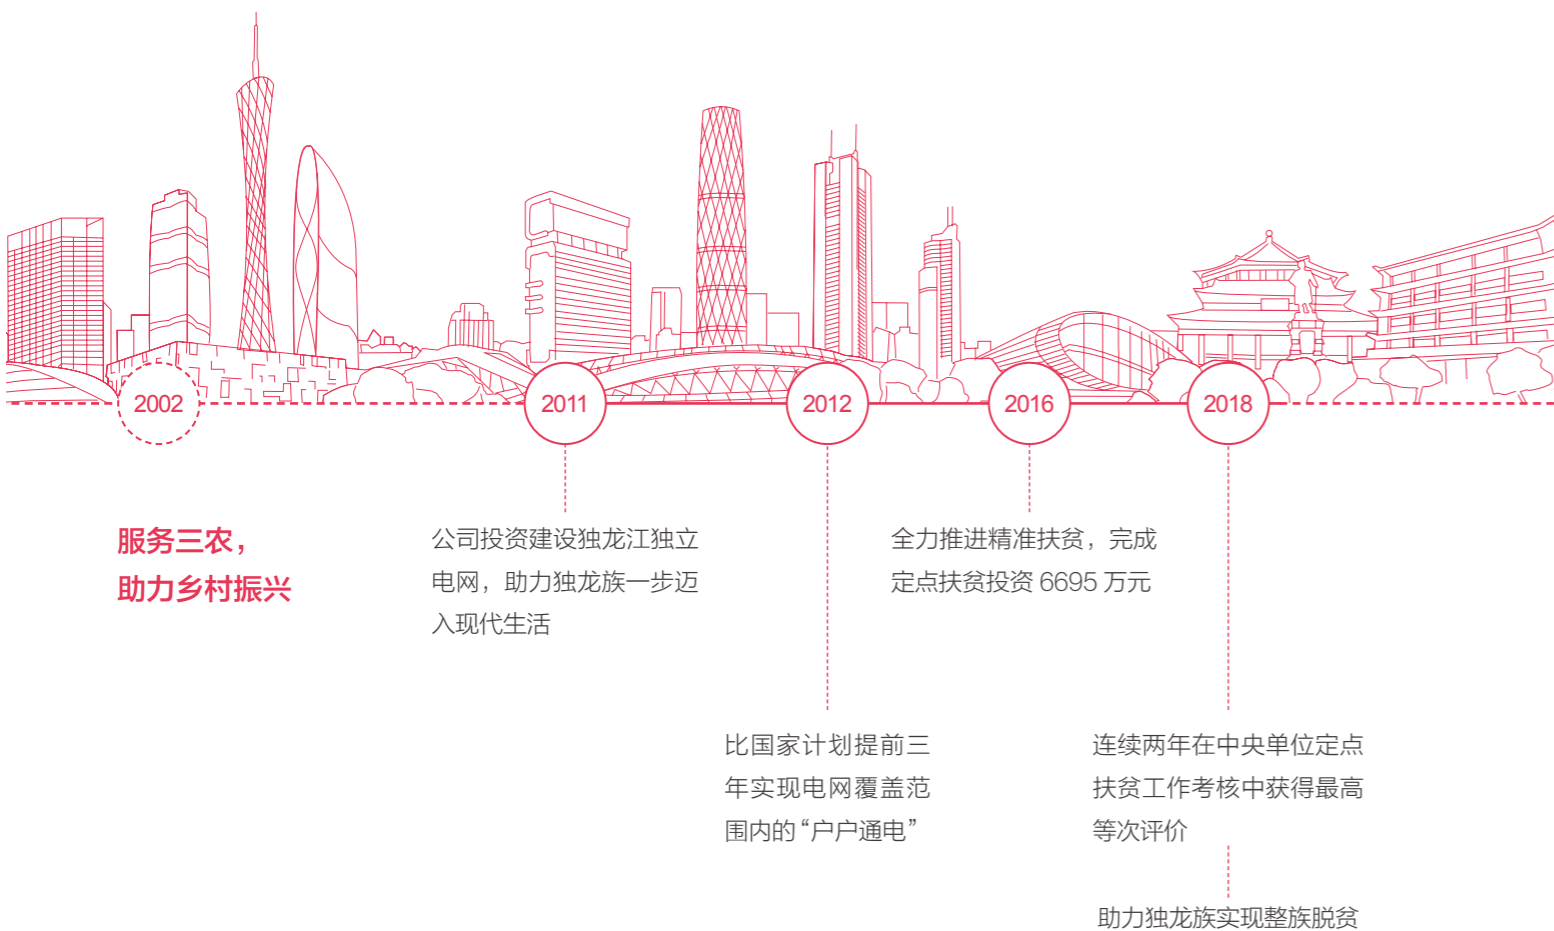 2002
2011
2012
2016
2018
服务三农，
助力乡村振兴
公司投资建设独龙江独立
电网，助力独龙族一步迈
入现代生活
全力推进精准扶贫，完成
定点扶贫投资 6695 万元
比国家计划提前三
年实现电网覆盖范
围内的“户户通电”
连续两年在中央单位定点
扶贫工作考核中获得最高
等次评价
助力独龙族实现整族脱贫